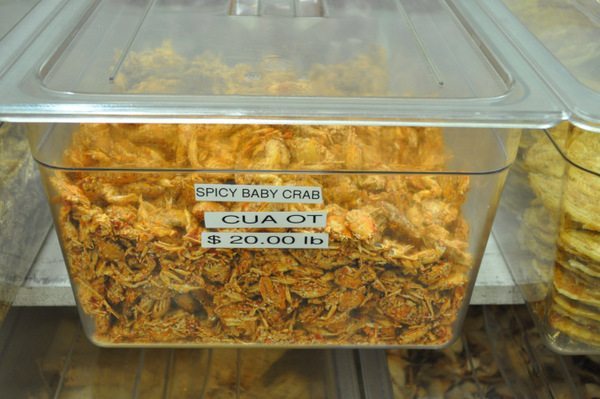 SPICY BABY CRAB
CUA OT
$ 20.00 lb